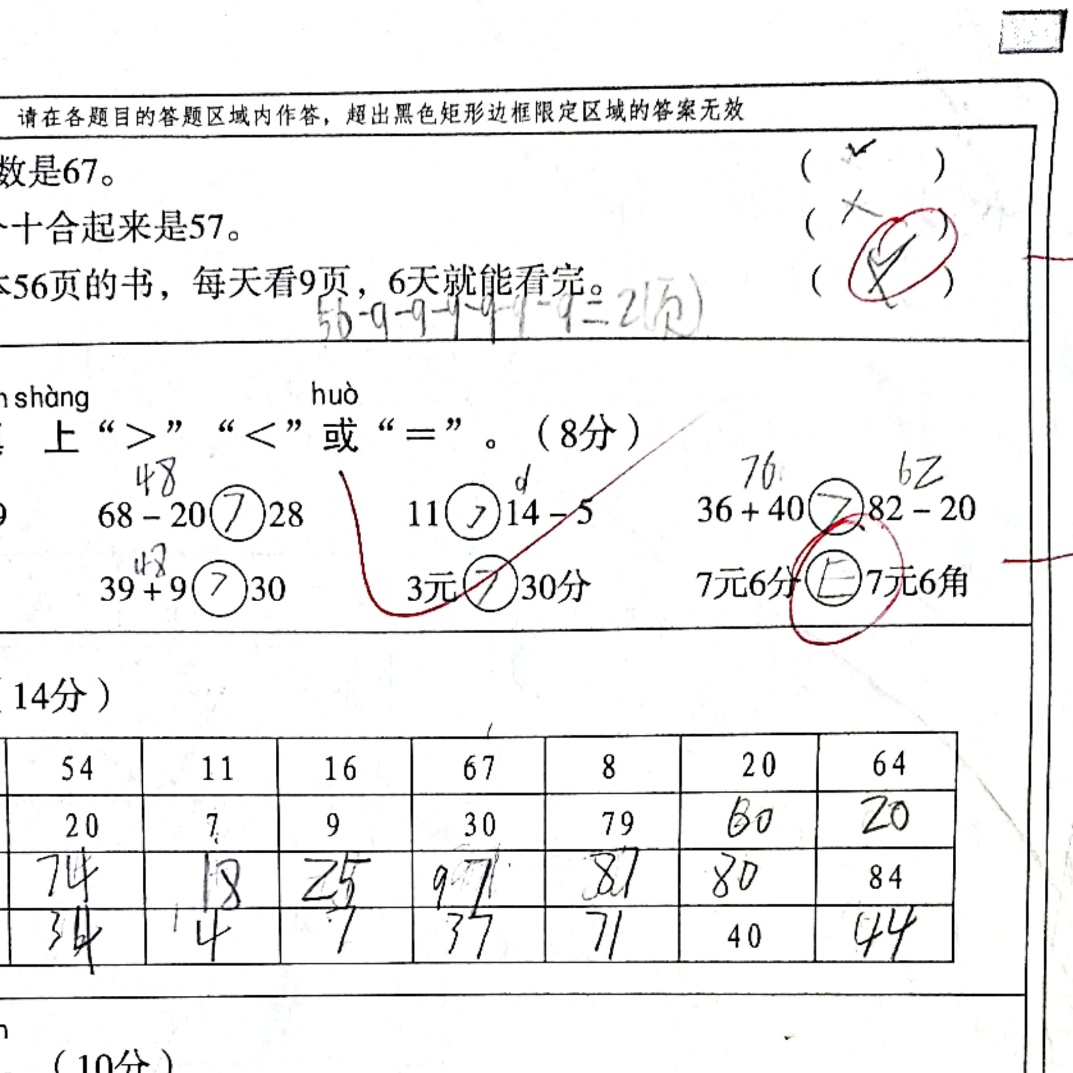 请在各题目的答题区域内作答，超出黑色矩形边框限定区域的答案无效
数是67。 ( ✓ )
个十合起来是57。 ( × )
本56页的书，每天看9页，6天就能看完。 ( )
56-9-9-9-9-9-9=2(页)
shàng huò
上“>”“<”或“=”。（8分）
48 9 76 62
9 68－20 > 28 11 > 14－5 36＋40 > 82－20
48
39＋9 > 30 3元 > 30分 7元6分 = 7元6角
（14分）
54 11 16 67 8 20 64
20 7 9 30 79 60 20
74 18 25 97 87 80 84
34 4 7 37 71 40 44
（10分）